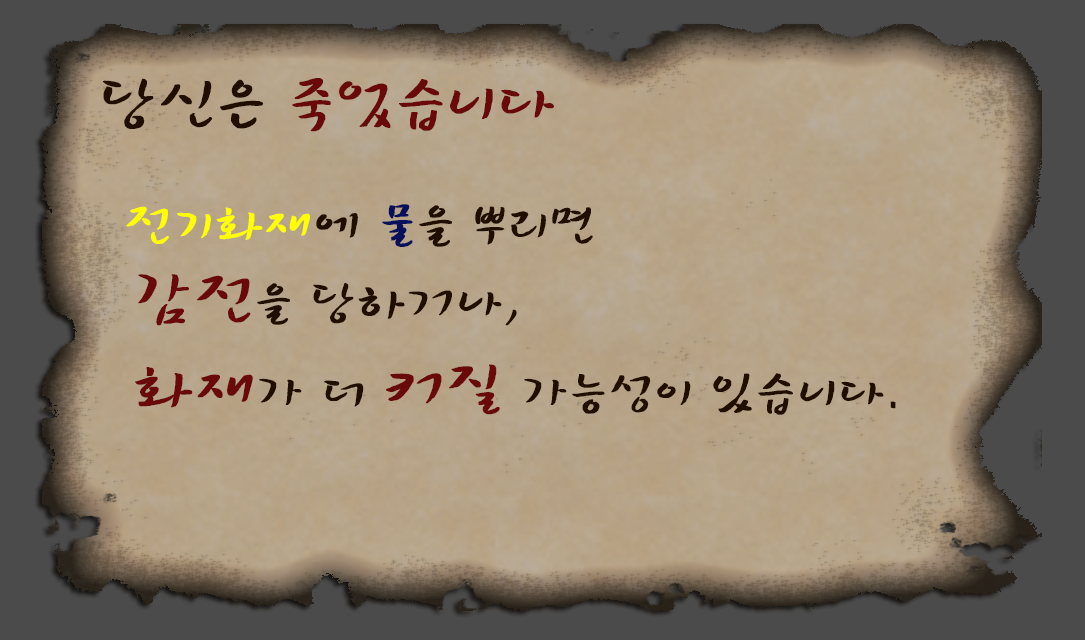 당신은 죽었습니다
전기화재에 물을 뿌리면
감전을 당하거나,
화재가 더 커질 가능성이 있습니다.